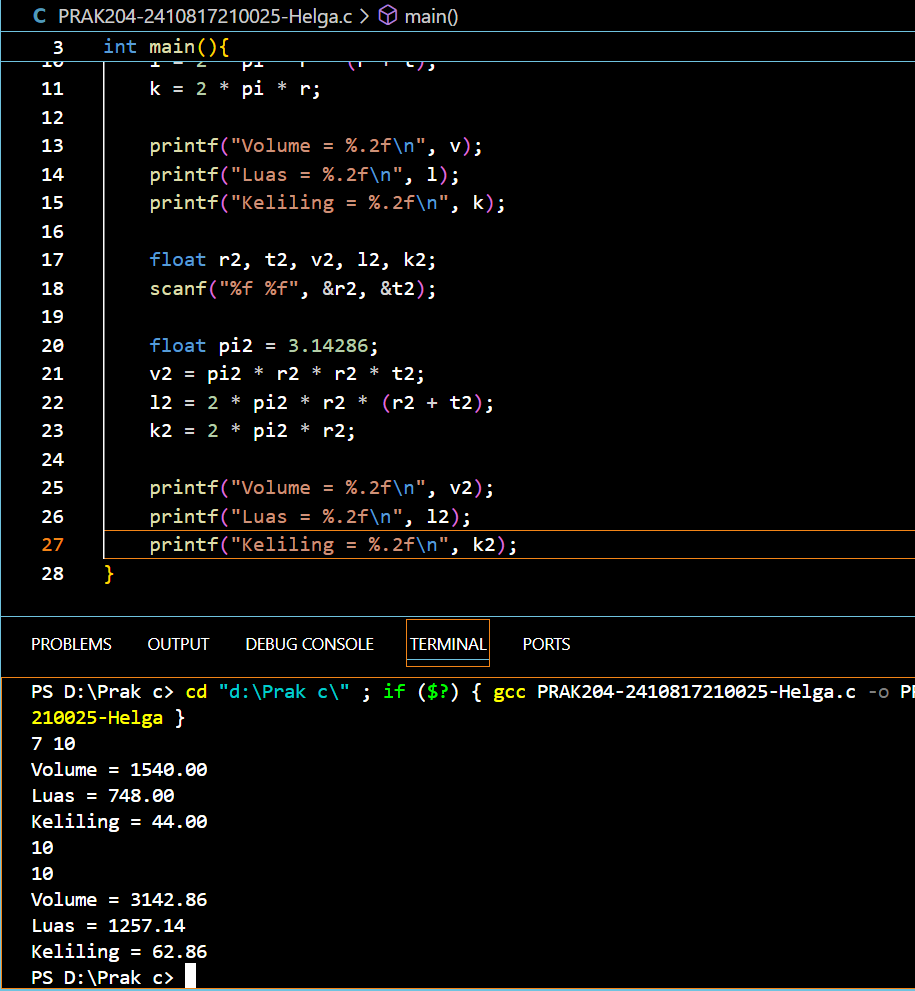 C PRAK204-2410817210025-Helga.c > main()
3 int main(){
11 k = 2 * pi * r;
12
13 printf("Volume = %.2f\n", v);
14 printf("Luas = %.2f\n", l);
15 printf("Keliling = %.2f\n", k);
16
17 float r2, t2, v2, l2, k2;
18 scanf("%f %f", &r2, &t2);
19
20 float pi2 = 3.14286;
21 v2 = pi2 * r2 * r2 * t2;
22 l2 = 2 * pi2 * r2 * (r2 + t2);
23 k2 = 2 * pi2 * r2;
24
25 printf("Volume = %.2f\n", v2);
26 printf("Luas = %.2f\n", l2);
27 printf("Keliling = %.2f\n", k2);
28 }
PROBLEMS OUTPUT DEBUG CONSOLE TERMINAL PORTS
PS D:\Prak c> cd "d:\Prak c\" ; if ($?) { gcc PRAK204-2410817210025-Helga.c -o
210025-Helga }
7 10
Volume = 1540.00
Luas = 748.00
Keliling = 44.00
10
10
Volume = 3142.86
Luas = 1257.14
Keliling = 62.86
PS D:\Prak c>